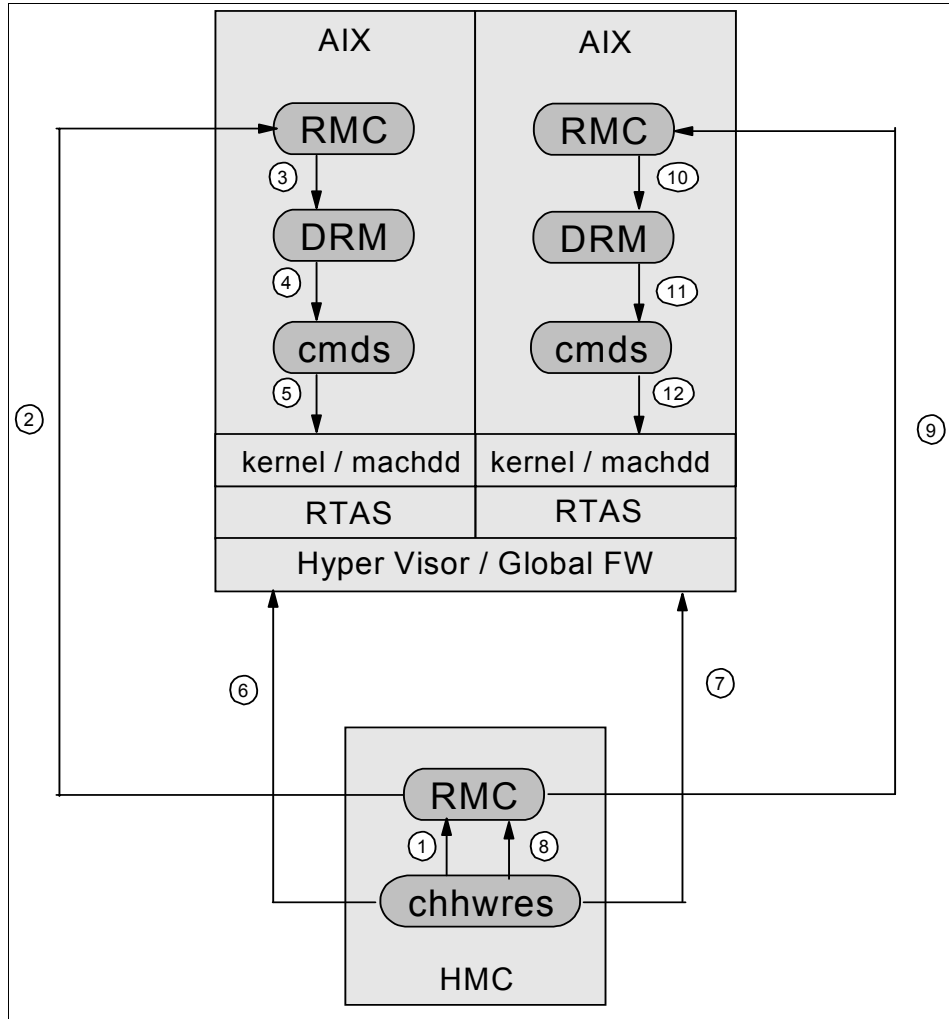 AIX AIX
RMC RMC
3 10
DRM DRM
4 11
cmds cmds
5 12
2 9
kernel / machdd kernel / machdd
RTAS RTAS
Hyper Visor / Global FW
6 7
RMC
1 8
chhwres
HMC